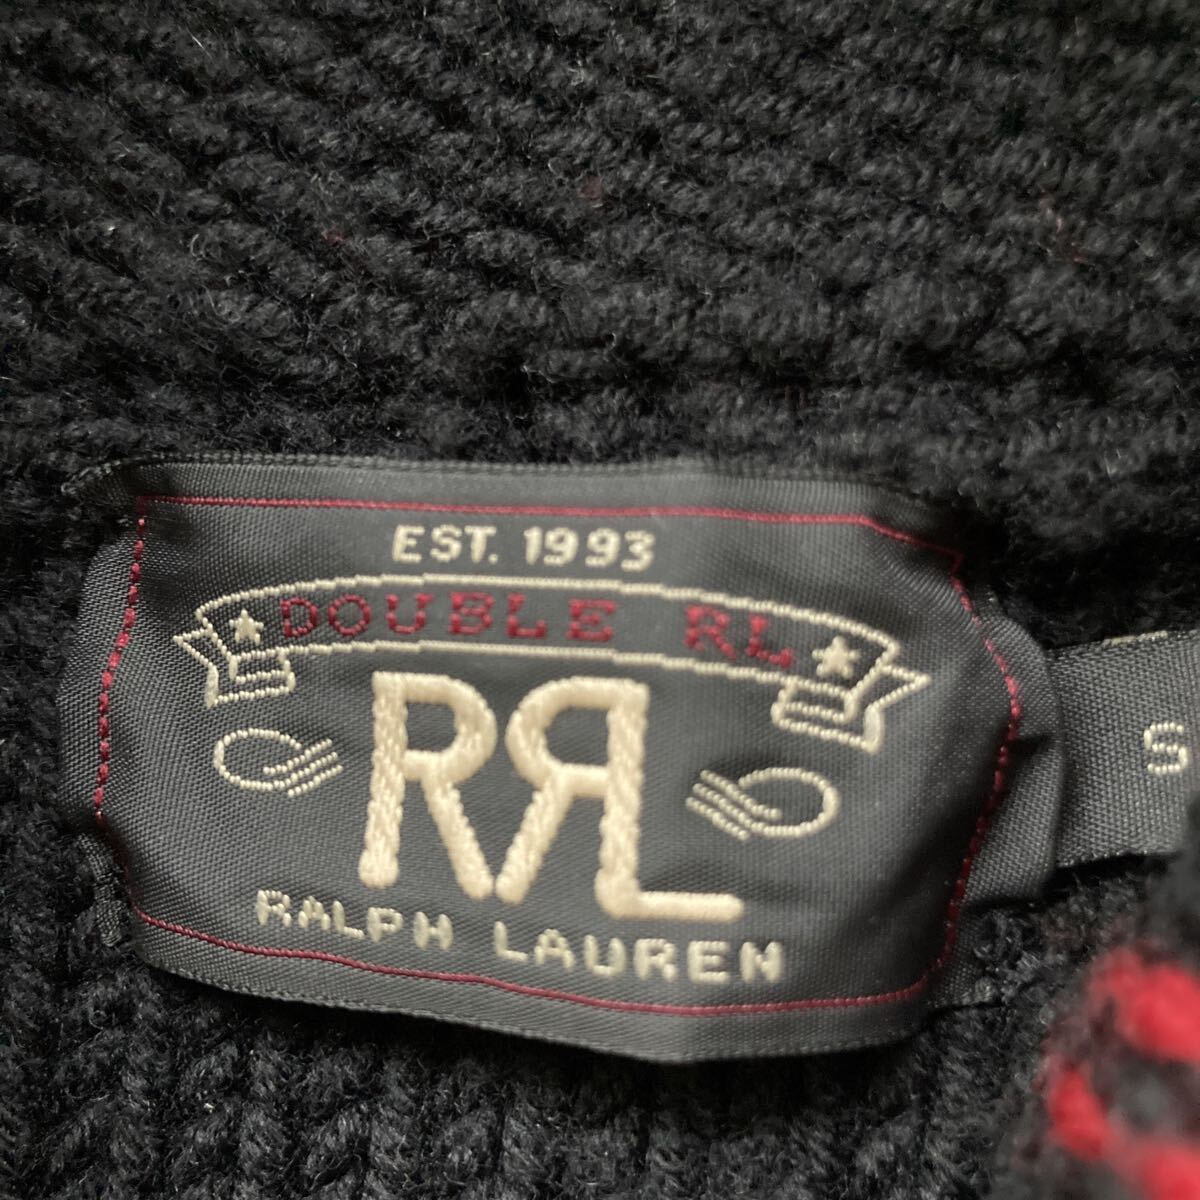 EST. 1993
DOUBLE RL
RRL
RALPH LAUREN
S